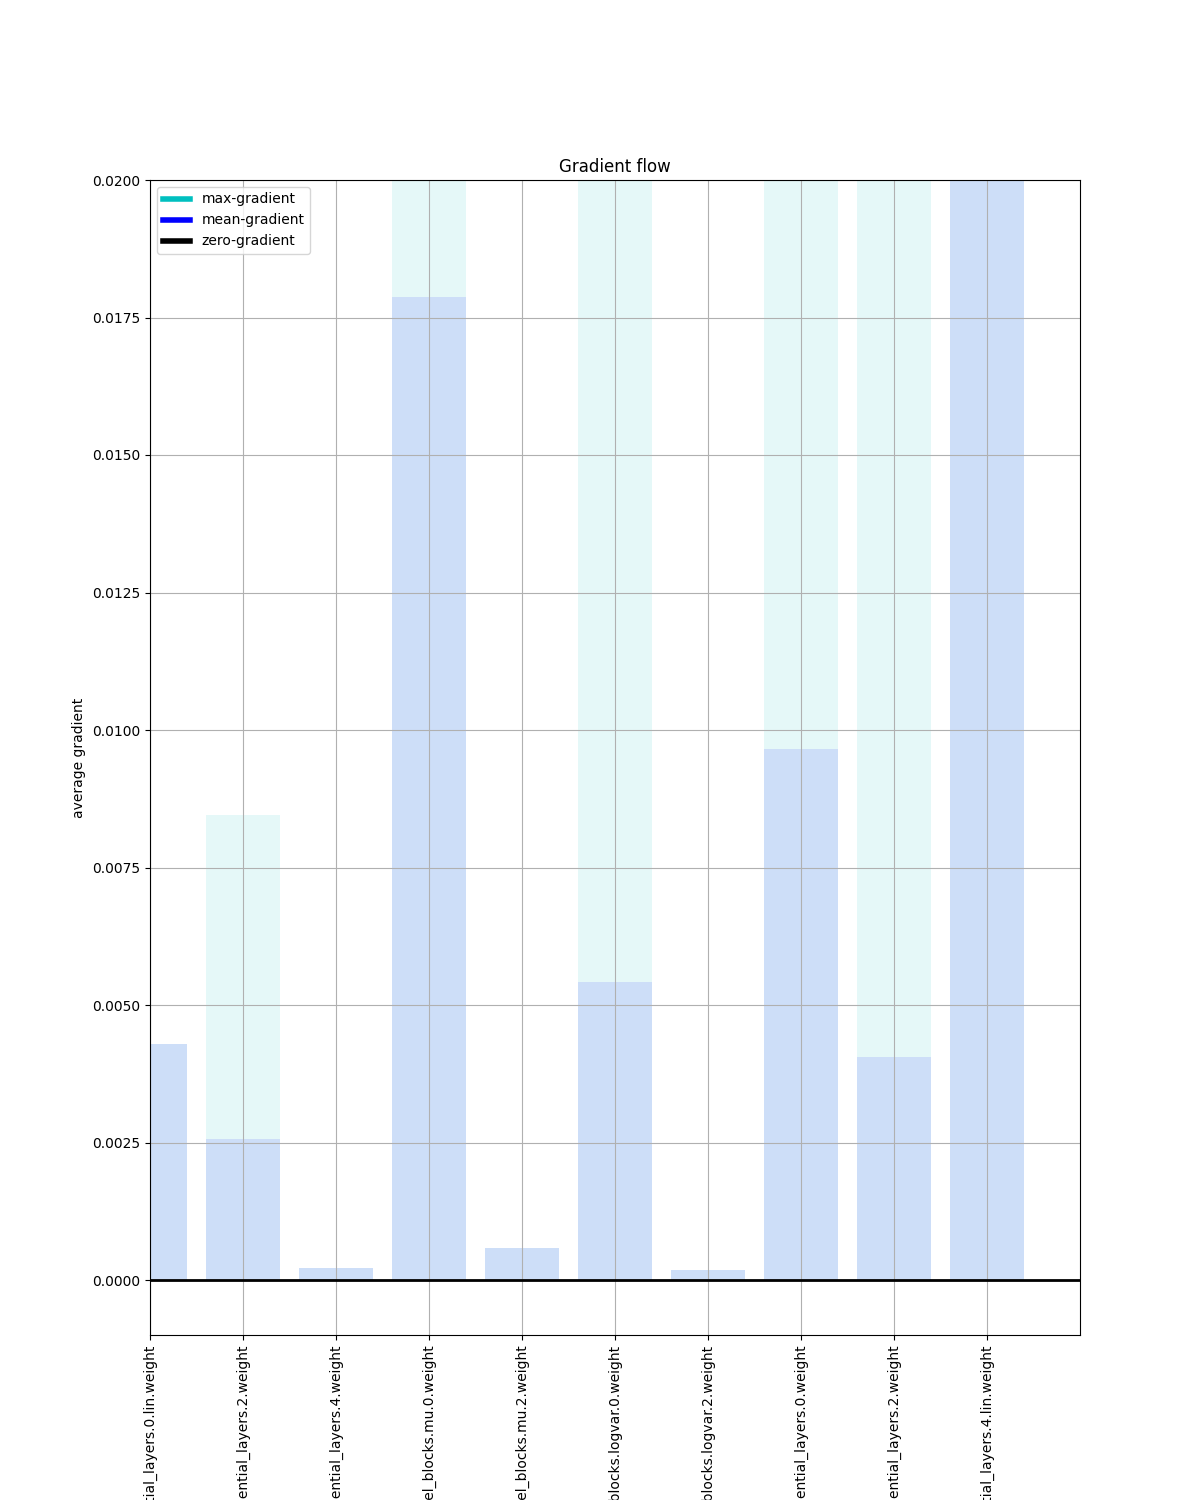 Gradient flow
max-gradient
mean-gradient
zero-gradient
0.0200
0.0175
0.0150
0.0125
0.0100
0.0075
0.0050
0.0025
0.0000
average gradient
tial_layers.0.lin.weight
ential_layers.2.weight
ential_layers.4.weight
el_blocks.mu.0.weight
el_blocks.mu.2.weight
blocks.logvar.0.weight
blocks.logvar.2.weight
ential_layers.0.weight
ential_layers.2.weight
tial_layers.4.lin.weight